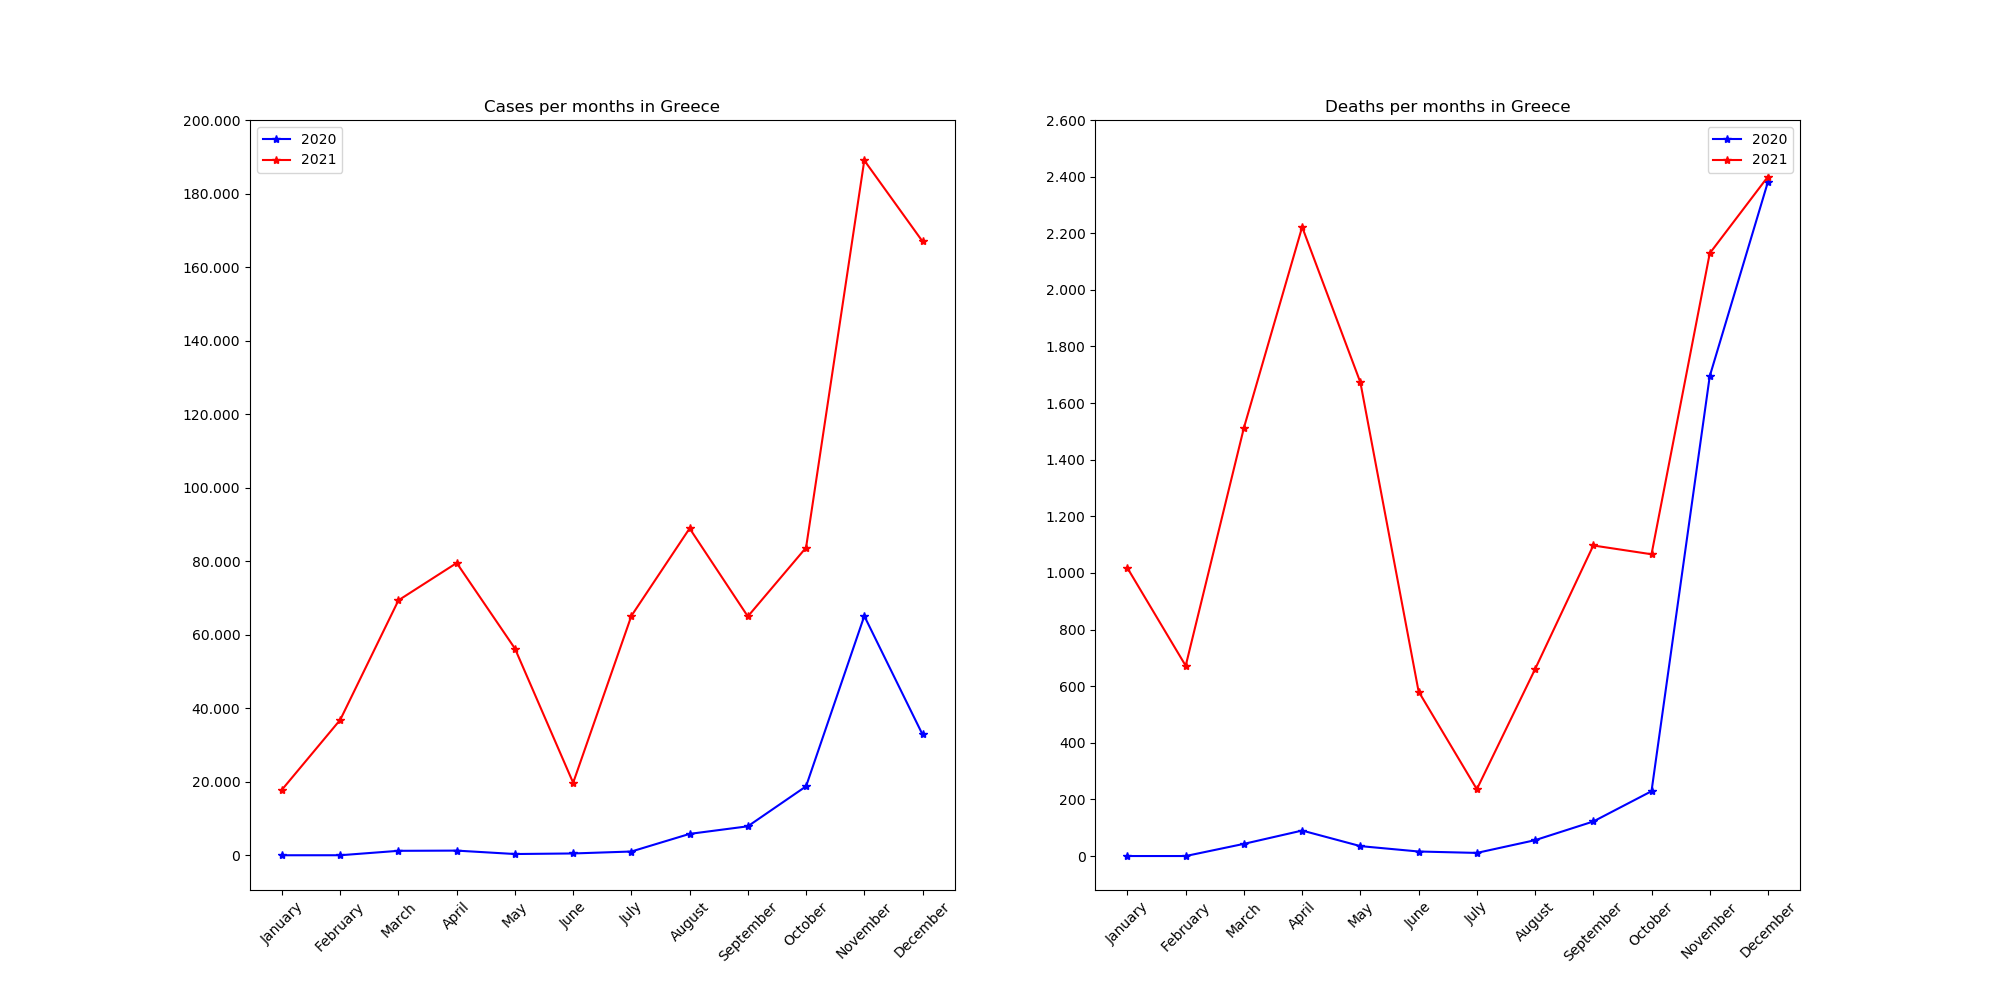 Cases per months in Greece
200.000
180.000
160.000
140.000
120.000
100.000
80.000
60.000
40.000
20.000
0
2020
2021
January
February
March
April
May
June
July
August
September
October
November
December
Deaths per months in Greece
2.600
2.400
2.200
2.000
1.800
1.600
1.400
1.200
1.000
800
600
400
200
0
2020
2021
January
February
March
April
May
June
July
August
September
October
November
December